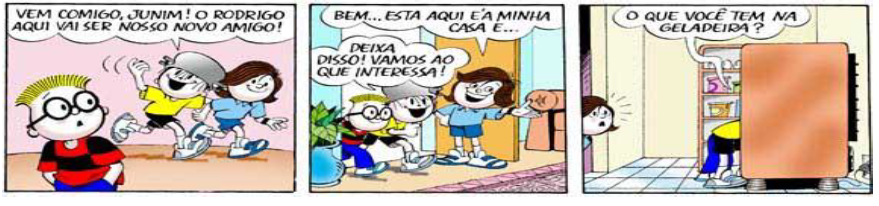 VEM COMIGO, JUNIM! O RODRIGO
AQUI VAI SER NOSSO NOVO AMIGO!
BEM... ESTA AQUI É A MINHA
CASA E...
DEIXA
DISSO! VAMOS AO
QUE INTERESSA!
O QUE VOCÊ TEM NA
GELADEIRA?